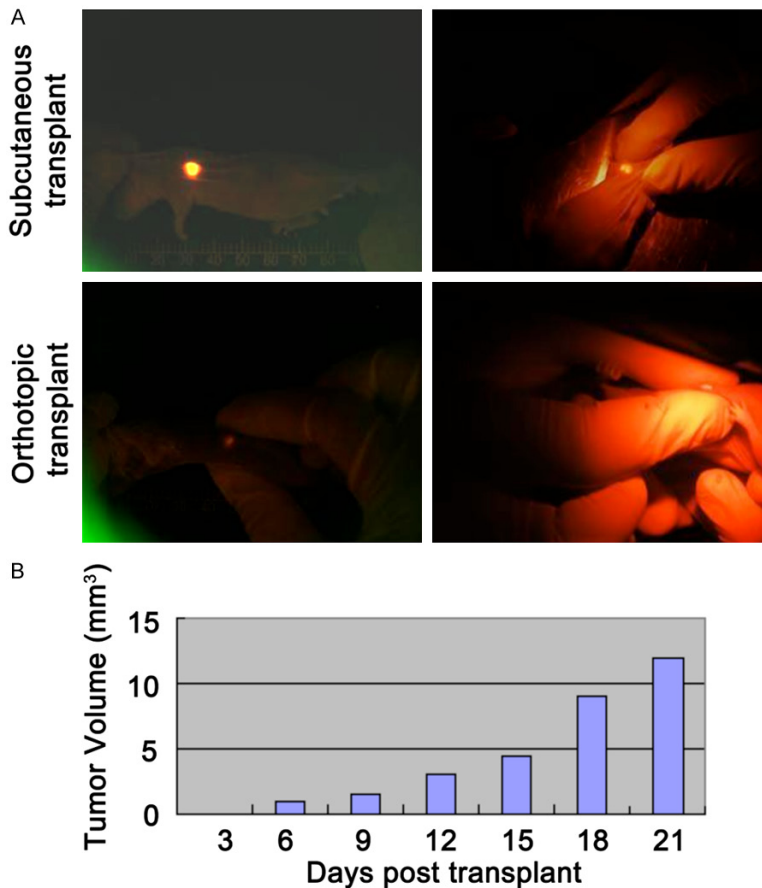 A
Subcutaneous
transplant
Orthotopic
transplant
B
Tumor Volume (mm³)
15
10
5
0
3 6 9 12 15 18 21
Days post transplant